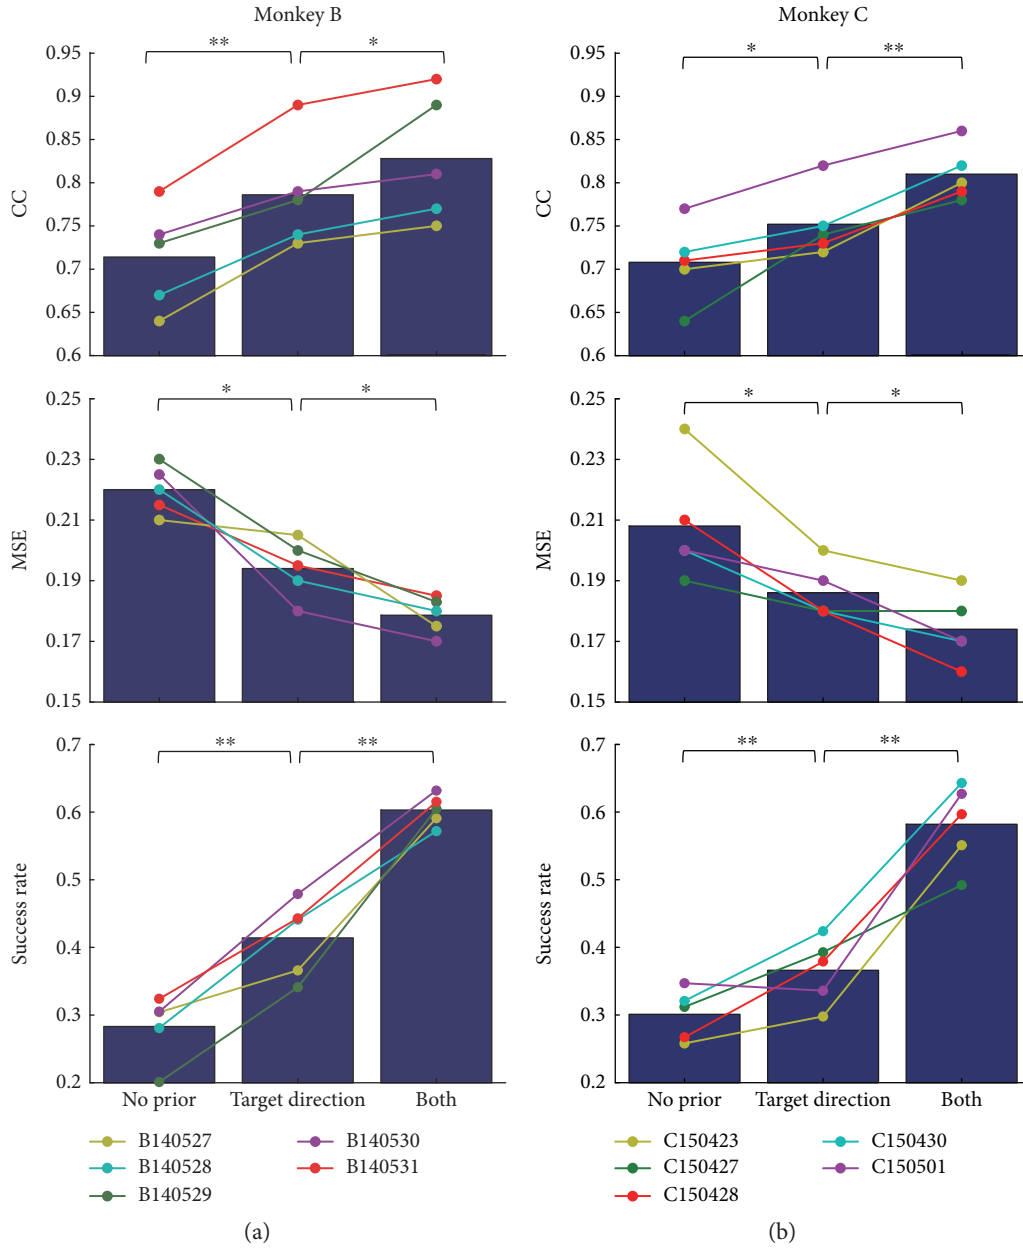 Monkey B
** *
0.95
0.9
0.85
0.8
0.75
0.7
0.65
0.6
CC
* *
0.25
0.23
0.21
0.19
0.17
0.15
MSE
** **
0.7
0.6
0.5
0.4
0.3
0.2
Success rate
No prior Target direction Both
B140527 B140530
B140528 B140531
B140529
(a)
Monkey C
* **
0.95
0.9
0.85
0.8
0.75
0.7
0.65
0.6
CC
* *
0.25
0.23
0.21
0.19
0.17
0.15
MSE
** **
0.7
0.6
0.5
0.4
0.3
0.2
Success rate
No prior Target direction Both
C150423 C150430
C150427 C150501
C150428
(b)